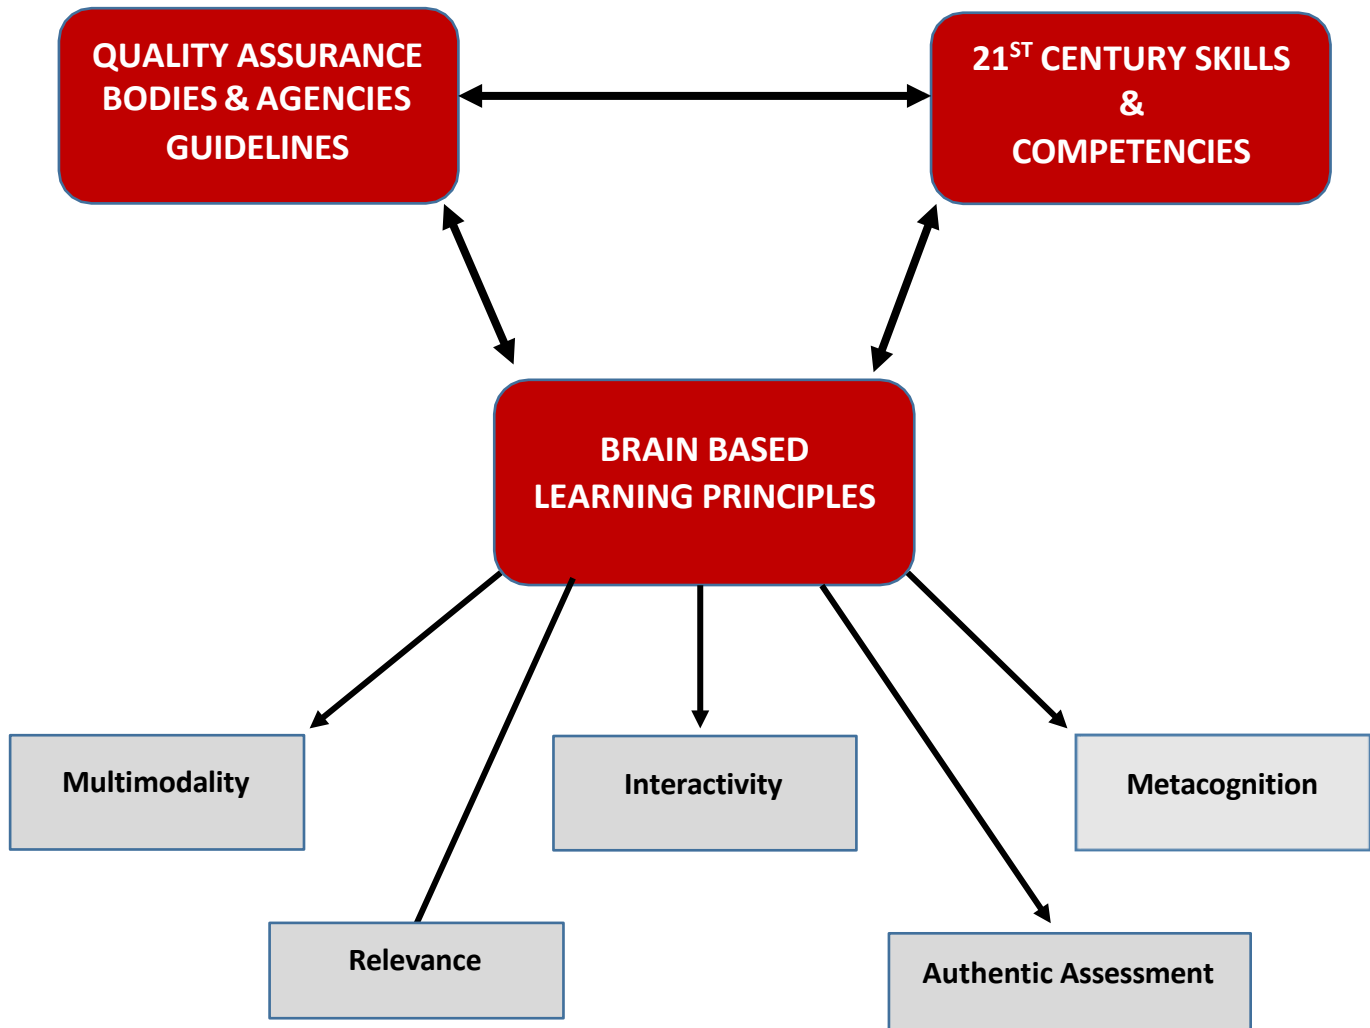 QUALITY ASSURANCE
BODIES & AGENCIES
GUIDELINES
21ST CENTURY SKILLS
&
COMPETENCIES
BRAIN BASED
LEARNING PRINCIPLES
Multimodality
Interactivity
Metacognition
Relevance
Authentic Assessment